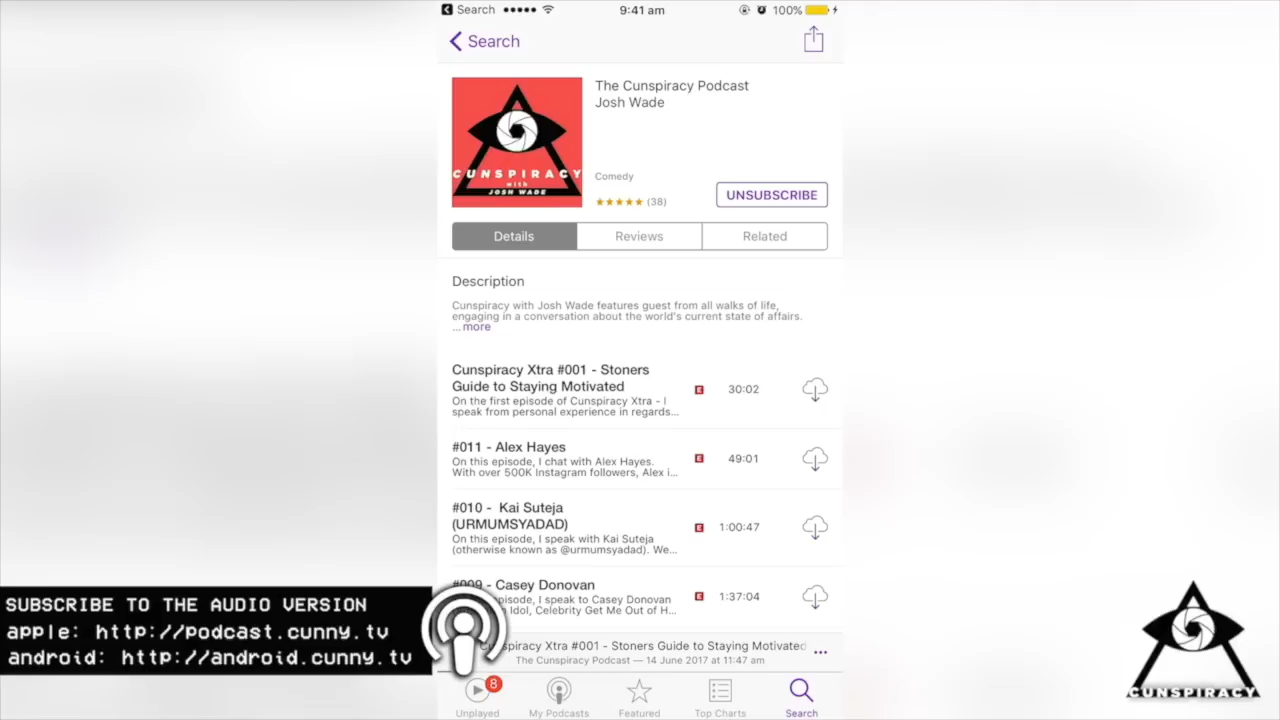 Search
9:41 am
100%
Search
The Cunspiracy Podcast
Josh Wade
CUNSPIRACY
with
JOSH WADE
Comedy
(38)
UNSUBSCRIBE
Details
Reviews
Related
Description
Cunspiracy with Josh Wade features guest from all walks of life,
engaging in a conversation about the world's current state of affairs.
...more
Cunspiracy Xtra #001 - Stoners
Guide to Staying Motivated
On the first episode of Cunspiracy Xtra - I
speak from personal experience in regards...
E
30:02
#011 - Alex Hayes
On this episode, I chat with Alex Hayes.
With over 500K Instagram followers, Alex i...
E
49:01
#010 - Kai Suteja
(URMUMSYADAD)
On this episode, I speak with Kai Suteja
(otherwise known as @urmumsyadad). We...
E
1:00:47
#009 - Casey Donovan
episode, I speak to Casey Donovan
Idol, Celebrity Get Me Out of H...
E
1:37:04
SUBSCRIBE TO THE AUDIO VERSION
apple: http://podcast.cunny.tv
android: http://android.cunny.tv
spiracy Xtra #001 - Stoners Guide to Staying Motivated
The Cunspiracy Podcast — 14 June 2017 at 11:47 am
8
Unplayed
My Podcasts
Featured
Top Charts
Search
CUNSPIRACY